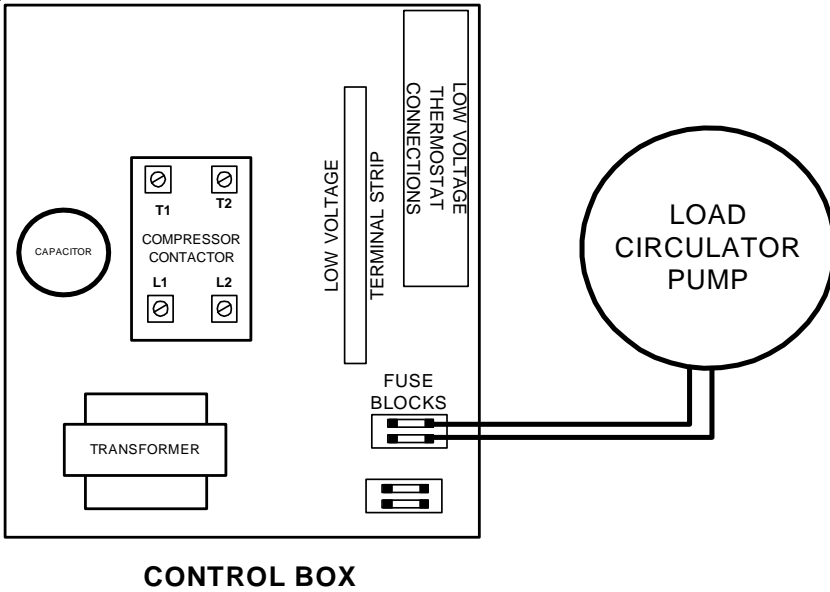 LOW VOLTAGE
THERMOSTAT
CONNECTIONS
LOW VOLTAGE
TERMINAL STRIP
T1
T2
COMPRESSOR
CONTACTOR
L1
L2
CAPACITOR
LOAD
CIRCULATOR
PUMP
FUSE
BLOCKS
TRANSFORMER
CONTROL BOX